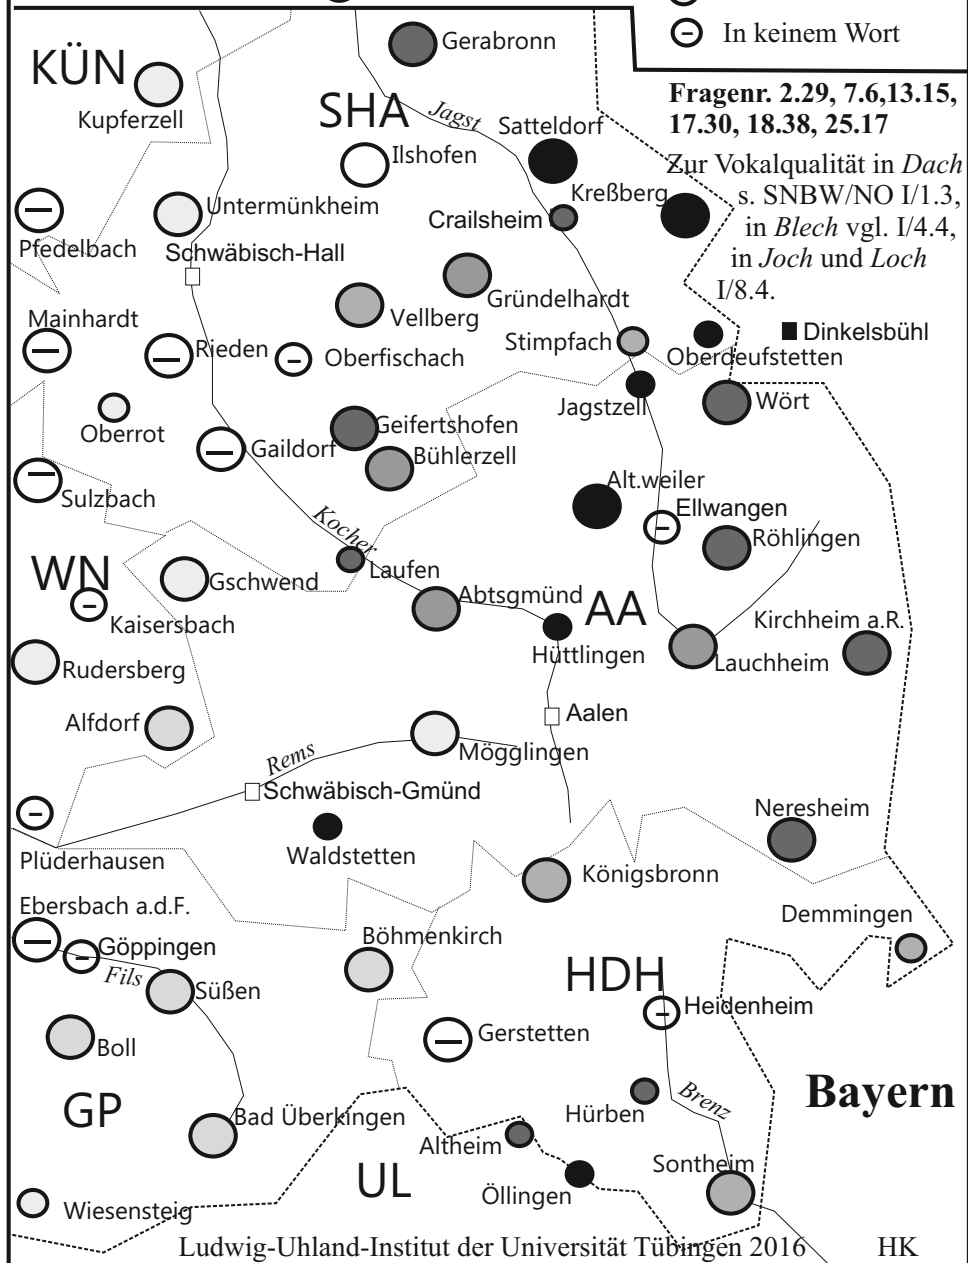 In keinem Wort
Fragenr. 2.29, 7.6,13.15,
17.30, 18.38, 25.17
Zur Vokalqualität in Dach
s. SNBW/NO I/1.3,
in Blech vgl. I/4.4,
in Joch und Loch
I/8.4.
KÜN
Kupferzell
Gerabronn
SHA
Jagst
Satteldorf
Ilshofen
Kreßberg
Untermünkheim
Crailsheim
Pfedelbach
Schwäbisch-Hall
Gründelhardt
Mainhardt
Vellberg
Stimpfach
Dinkelsbühl
Rieden
Oberfischach
Oberdeufstetten
Jagstzell
Wört
Oberrot
Geifertshofen
Gaildorf
Bühlerzell
Sulzbach
Alt.weiler
Ellwangen
Kocher
Röhlingen
WN
Laufen
Gschwend
Abtsgmünd
AA
Kaisersbach
Kirchheim a.R.
Hüttlingen
Lauchheim
Rudersberg
Alfdorf
Aalen
Rems
Mögglingen
Schwäbisch-Gmünd
Neresheim
Waldstetten
Plüderhausen
Königsbronn
Ebersbach a.d.F.
Demmingen
Böhmenkirch
Göppingen
Fils
Süßen
HDH
Heidenheim
Gerstetten
Boll
Bayern
GP
Hürben
Brenz
Bad Überkingen
Altheim
Sontheim
UL
Öllingen
Wiesensteig
Ludwig-Uhland-Institut der Universität Tübingen 2016 HK